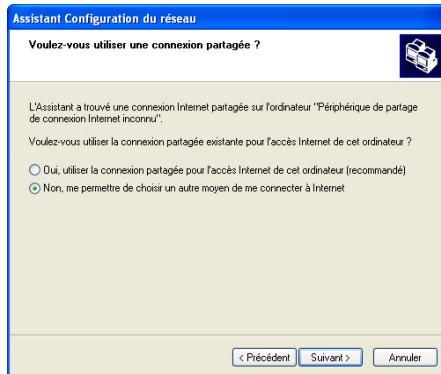 Assistant Configuration du réseau
Voulez-vous utiliser une connexion partagée ?
L'Assistant a trouvé une connexion Internet partagée sur l'ordinateur "Périphérique de partage
de connexion Internet inconnu".
Voulez-vous utiliser la connexion partagée existante pour l'accès Internet de cet ordinateur ?
Oui, utiliser la connexion partagée pour l'accès Internet de cet ordinateur (recommandé)
Non, me permettre de choisir un autre moyen de me connecter à Internet
< Précédent Suivant > Annuler